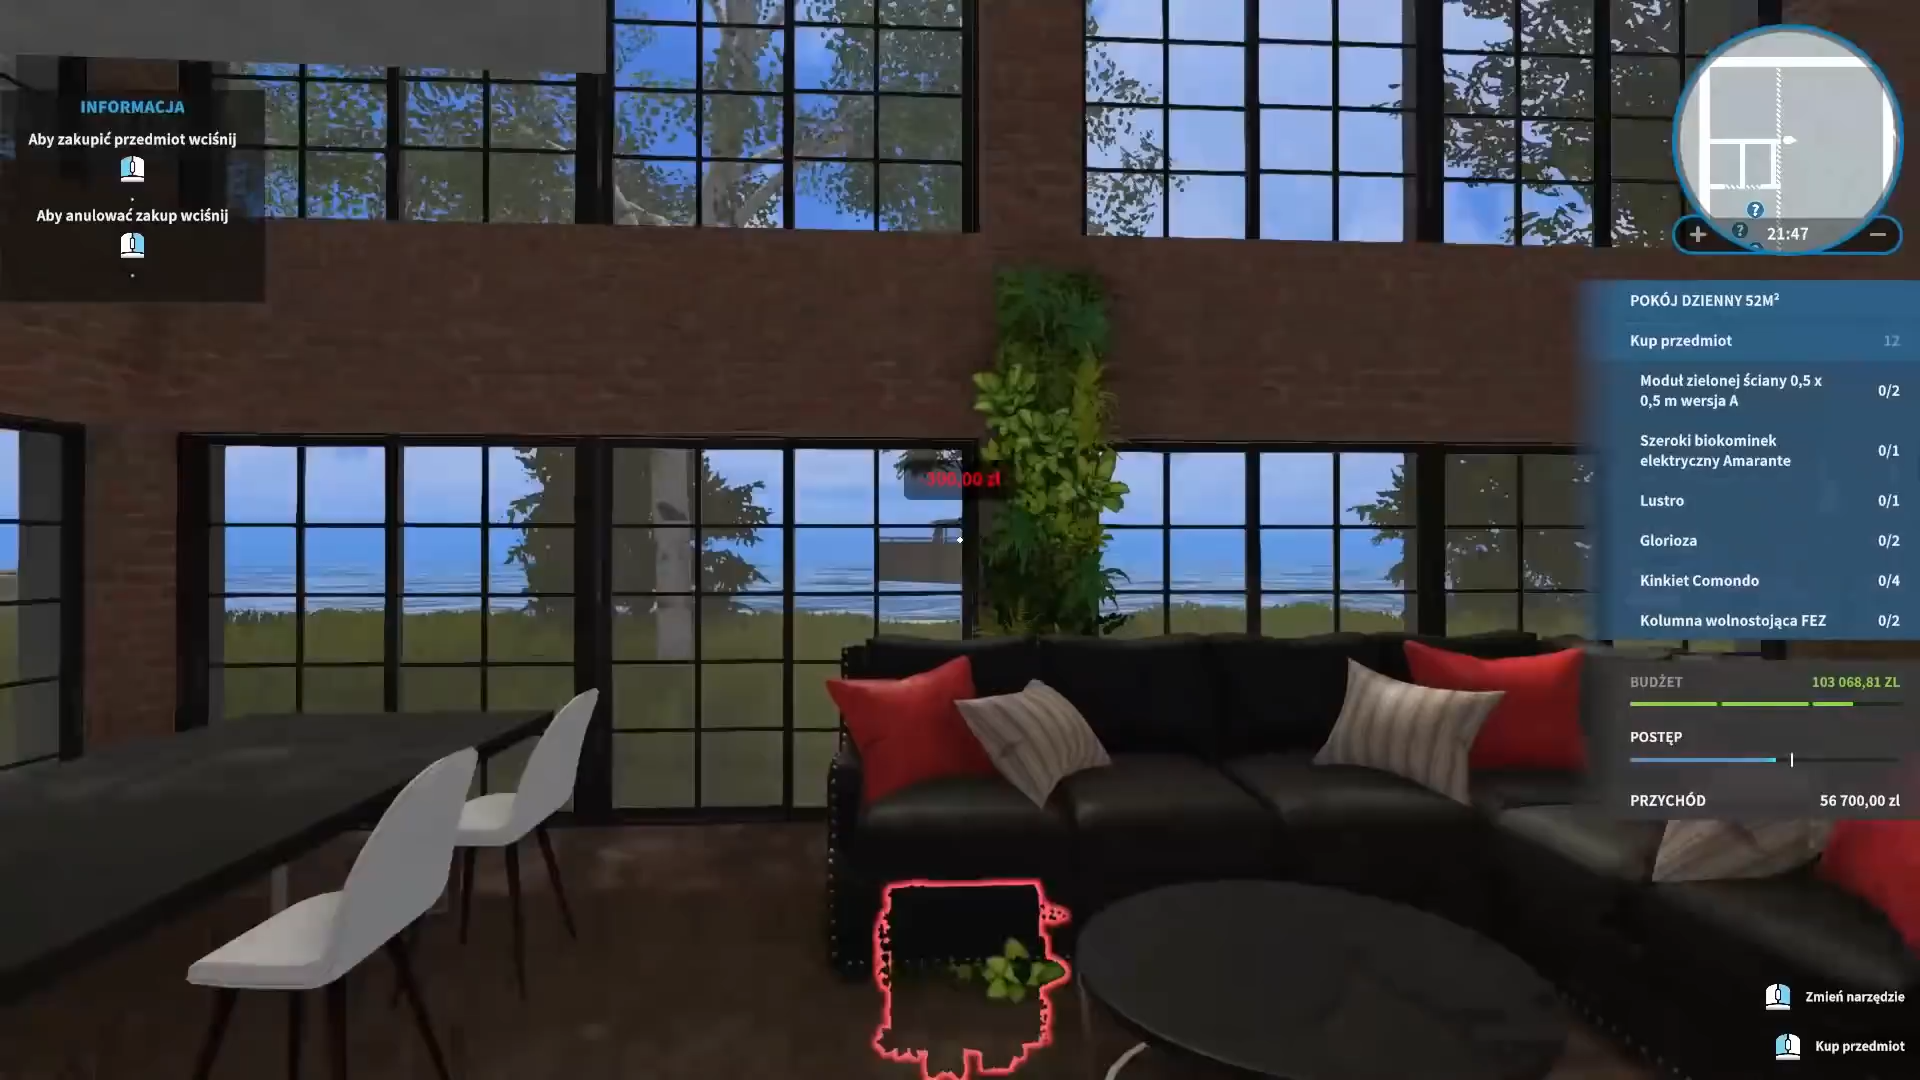 INFORMACJA
Aby zakupić przedmiot wciśnij
.
Aby anulować zakup wciśnij
.
300,00 zł
21:47
POKÓJ DZIENNY 52M²
Kup przedmiot 12
Moduł zielonej ściany 0,5 x
0,5 m wersja A 0/2
Szeroki biokominek
elektryczny Amarante 0/1
Lustro 0/1
Glorioza 0/2
Kinkiet Comondo 0/4
Kolumna wolnostojąca FEZ 0/2
BUDŻET 103 068,81 ZL
POSTĘP
PRZYCHÓD 56 700,00 zł
Zmień narzędzie
Kup przedmiot